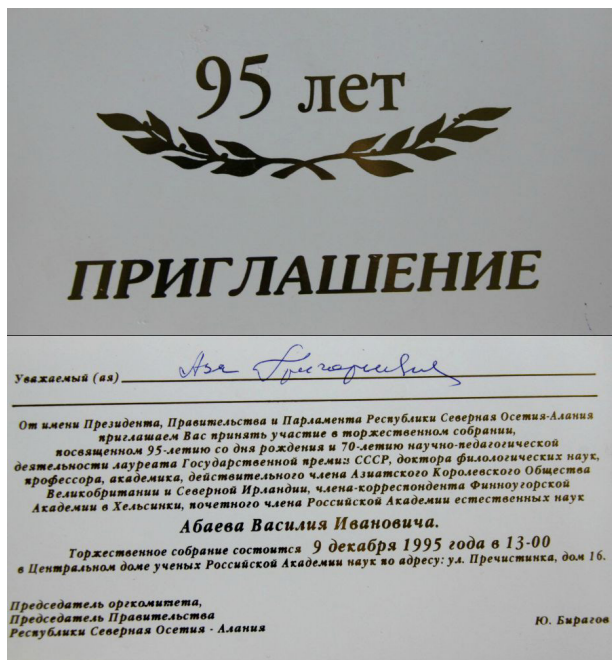 95 лет
ПРИГЛАШЕНИЕ
Уважаемый (ая) Аза Григорьевна
От имени Президента, Правительства и Парламента Республики Северная Осетия-Алания
приглашаем Вас принять участие в торжественном собрании,
посвященном 95-летию со дня рождения и 70-летию научно-педагогической
деятельности лауреата Государственной премии СССР, доктора филологических наук,
профессора, академика, действительного члена Азиатского Королевского Общества
Великобритании и Северной Ирландии, члена-корреспондента Финноугорской
Академии в Хельсинки, почетного члена Российской Академии естественных наук
Абаева Василия Ивановича.
Торжественное собрание состоится 9 декабря 1995 года в 13-00
в Центральном доме ученых Российской Академии наук по адресу: ул. Пречистинка, дом 16.
Председатель оргкомитета,
Председатель Правительства
Республики Северная Осетия - Алания
Ю. Бирагов